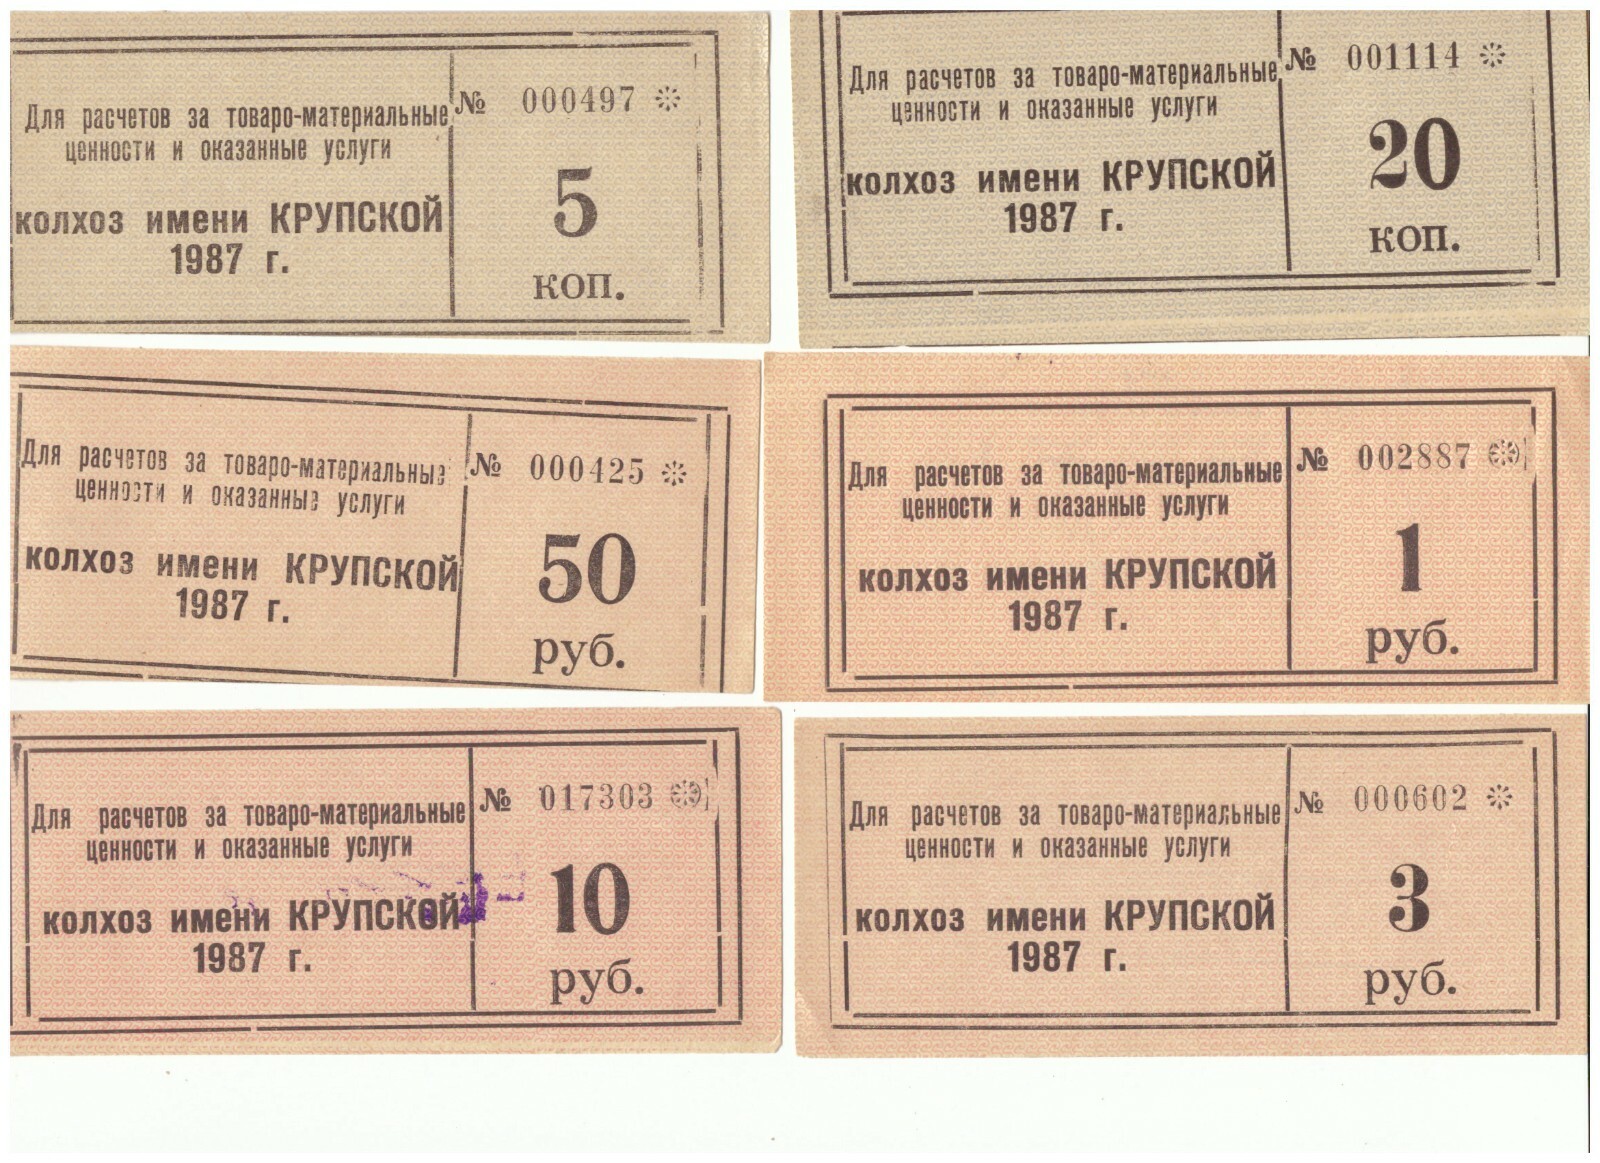 Для расчетов за товаро-материальные
ценности и оказанные услуги
колхоз имени КРУПСКОЙ
1987 г.
№ 000497
5
коп.
Для расчетов за товаро-материальные
ценности и оказанные услуги
колхоз имени КРУПСКОЙ
1987 г.
№ 001114
20
коп.
Для расчетов за товаро-материальные
ценности и оказанные услуги
колхоз имени КРУПСКОЙ
1987 г.
№ 000425
50
руб.
Для расчетов за товаро-материальные
ценности и оказанные услуги
колхоз имени КРУПСКОЙ
1987 г.
№ 002887
1
руб.
Для расчетов за товаро-материальные
ценности и оказанные услуги
колхоз имени КРУПСКОЙ
1987 г.
№ 017303
10
руб.
Для расчетов за товаро-материальные
ценности и оказанные услуги
колхоз имени КРУПСКОЙ
1987 г.
№ 000602
3
руб.